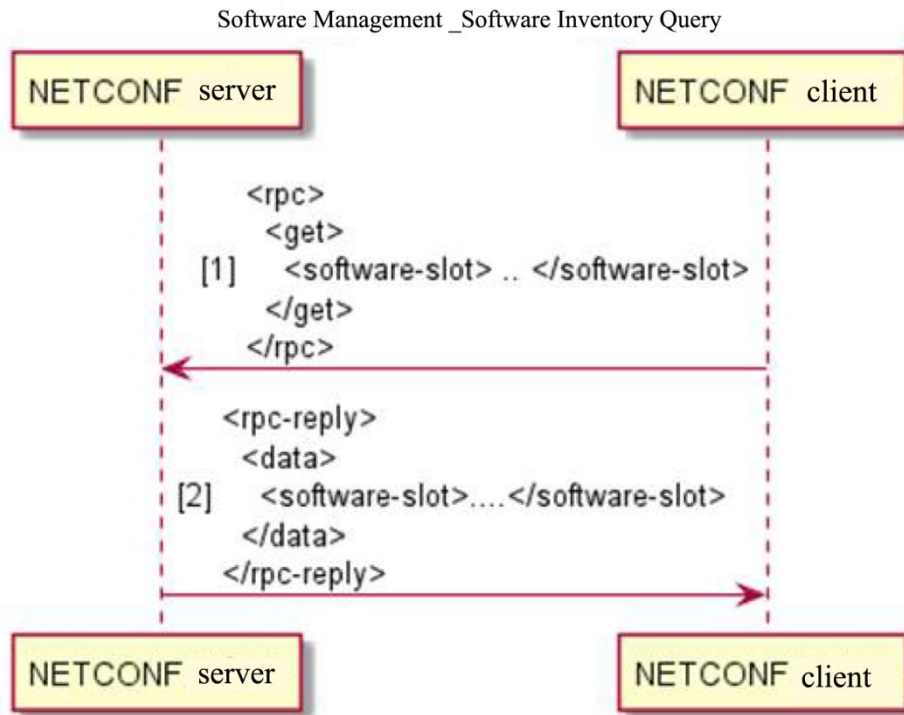 Software Management _Software Inventory Query
NETCONF server
NETCONF client
<rpc>
<get>
[1] <software-slot> .. </software-slot>
</get>
</rpc>
<rpc-reply>
<data>
[2] <software-slot>....</software-slot>
</data>
</rpc-reply>
NETCONF server
NETCONF client